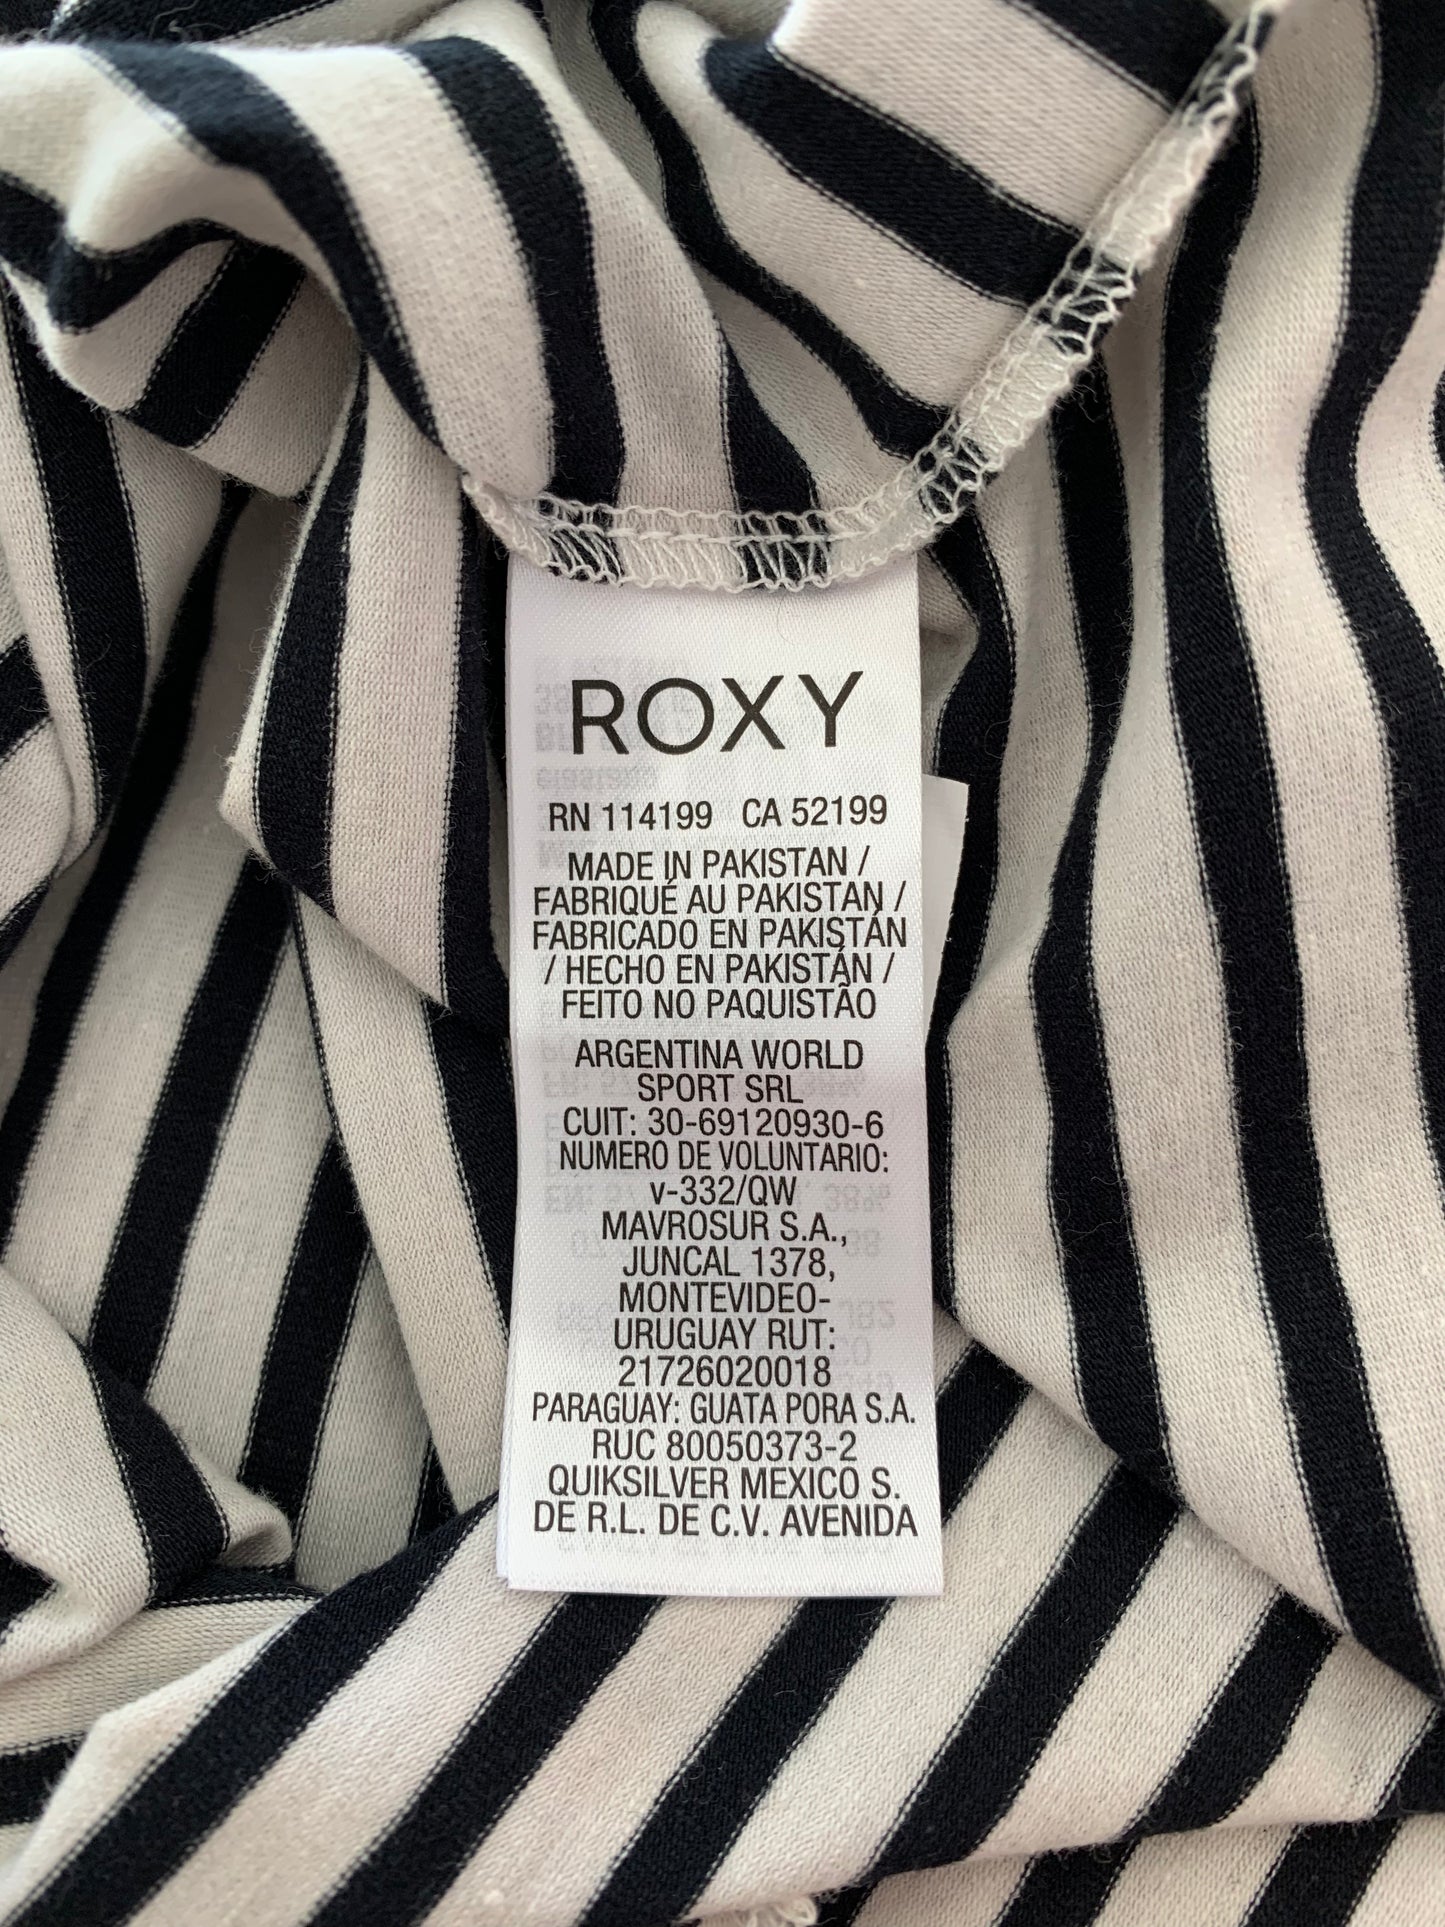 ROXY
RN 114199 CA 52199
MADE IN PAKISTAN /
FABRIQUÉ AU PAKISTAN /
FABRICADO EN PAKISTÁN
/ HECHO EN PAKISTÁN /
FEITO NO PAQUISTÃO
ARGENTINA WORLD
SPORT SRL
CUIT: 30-69120930-6
NUMERO DE VOLUNTARIO:
v-332/QW
MAVROSUR S.A.,
JUNCAL 1378,
MONTEVIDEO-
URUGUAY RUT:
21726020018
PARAGUAY: GUATA PORA S.A.
RUC 80050373-2
QUIKSILVER MEXICO S.
DE R.L. DE C.V. AVENIDA